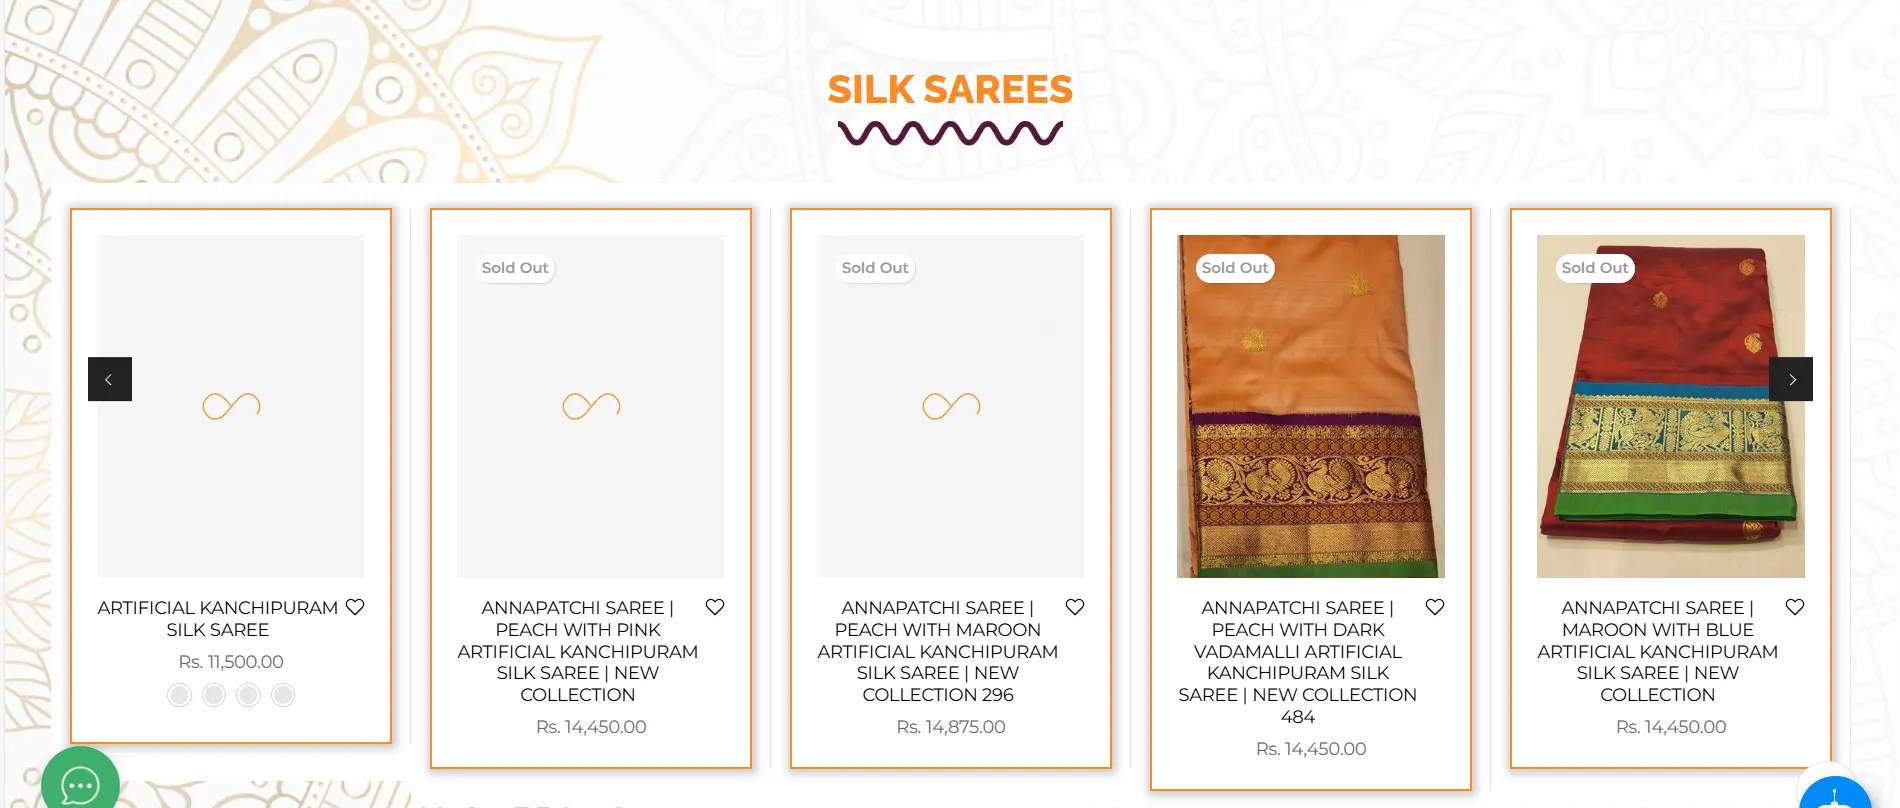 SILK SAREES
ARTIFICIAL KANCHIPURAM
SILK SAREE
Rs. 11,500.00
Sold Out
ANNAPATCHI SAREE |
PEACH WITH PINK
ARTIFICIAL KANCHIPURAM
SILK SAREE | NEW
COLLECTION
Rs. 14,450.00
Sold Out
ANNAPATCHI SAREE |
PEACH WITH MAROON
ARTIFICIAL KANCHIPURAM
SILK SAREE | NEW
COLLECTION 296
Rs. 14,875.00
Sold Out
ANNAPATCHI SAREE |
PEACH WITH DARK
VADAMALLI ARTIFICIAL
KANCHIPURAM SILK
SAREE | NEW COLLECTION
484
Rs. 14,450.00
Sold Out
ANNAPATCHI SAREE |
MAROON WITH BLUE
ARTIFICIAL KANCHIPURAM
SILK SAREE | NEW
COLLECTION
Rs. 14,450.00